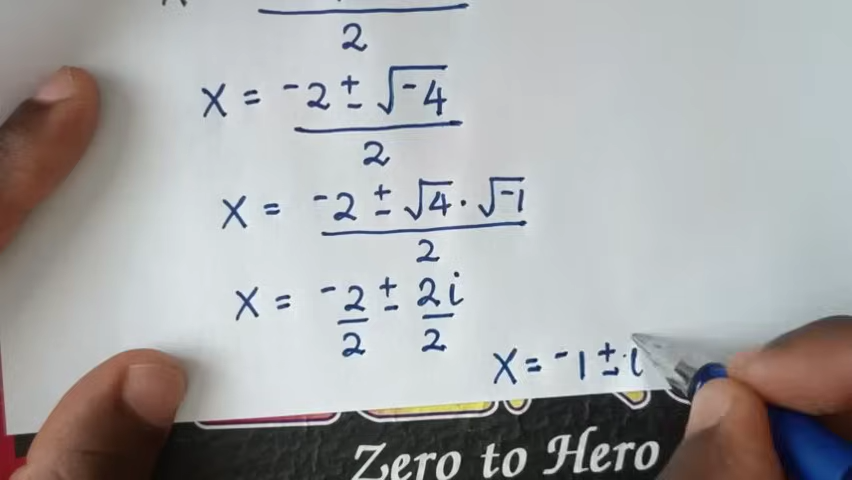 2
X = -2 ± √-4
2
X = -2 ± √4 · √-1
2
X = -2/2 ± 2i/2
X = -1 ± i
Zero to Hero